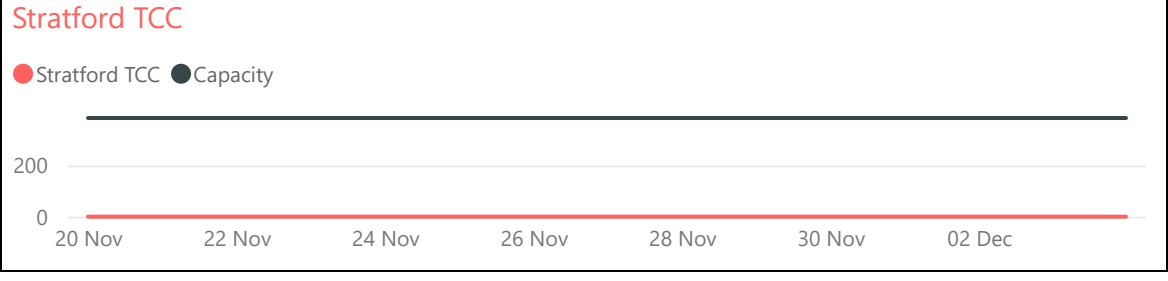 Stratford TCC
Stratford TCC Capacity
200
0
20 Nov 22 Nov 24 Nov 26 Nov 28 Nov 30 Nov 02 Dec